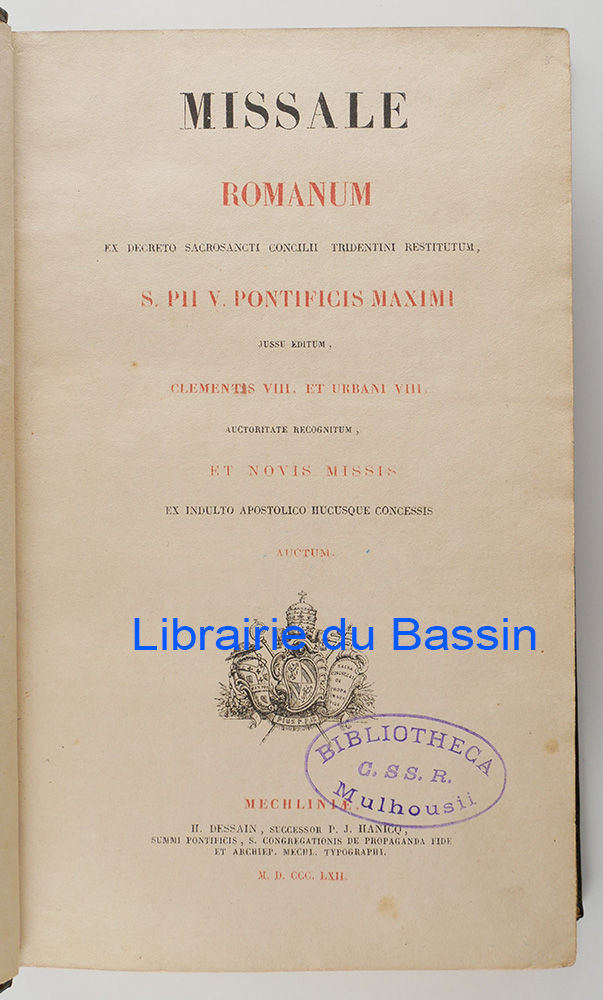 MISSALE
ROMANUM
EX DECRETO SACROSANCTI CONCILII TRIDENTINI RESTITUTUM,
S. PII V. PONTIFICIS MAXIMI
JUSSU EDITUM,
CLEMENTIS VIII. ET URBANI VIII.
AUCTORITATE RECOGNITUM,
ET NOVIS MISSIS
EX INDULTO APOSTOLICO HUCUSQUE CONCESSIS
AUCTUM.
Librairie du Bassin
BIBLIOTHECA
C. SS. R.
Mulhousii
MECHLINIÆ.
H. DESSAIN, SUCCESSOR P. J. HANICQ,
SUMMI PONTIFICIS, S. CONGREGATIONIS DE PROPAGANDA FIDE
ET ARCHIEP. MECHL. TYPOGRAPHI.
M. D. CCC. LXII.